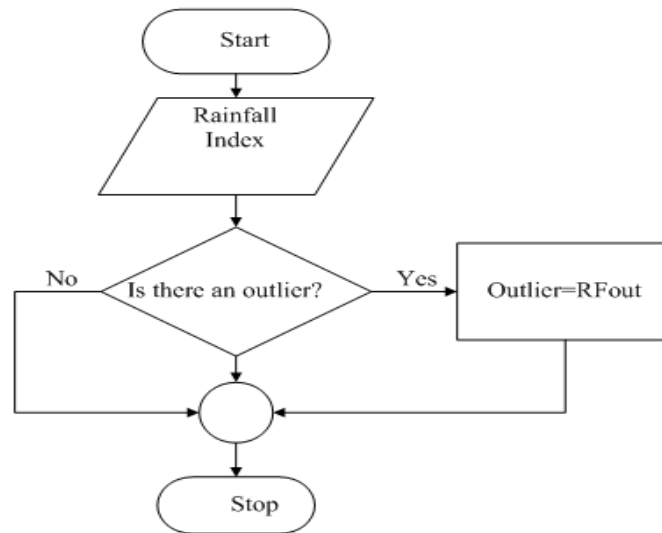 Start
Rainfall
Index
No
Is there an outlier?
Yes
Outlier=RFout
Stop